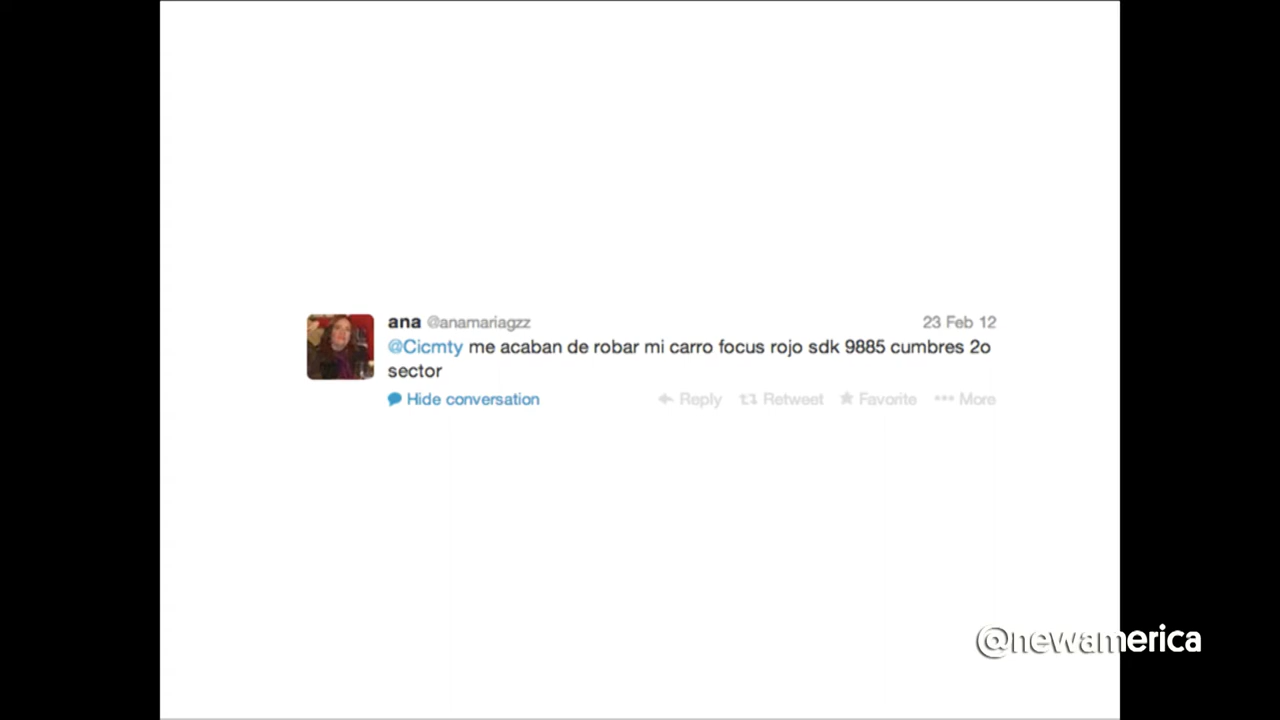 ana @anamariagzz 23 Feb 12
@Cicmty me acaban de robar mi carro focus rojo sdk 9885 cumbres 2o
sector
Hide conversation Reply Retweet Favorite More
@newamerica